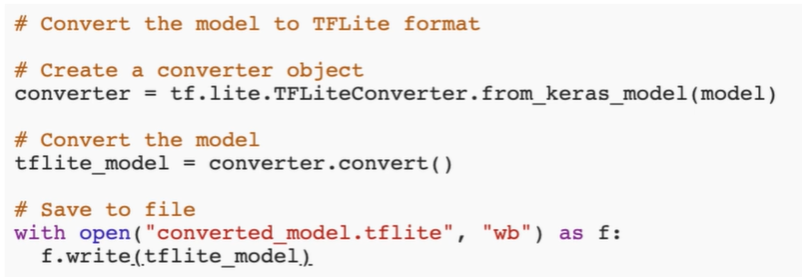 # Convert the model to TFLite format
# Create a converter object
converter = tf.lite.TFLiteConverter.from_keras_model(model)
# Convert the model
tflite_model = converter.convert()
# Save to file
with open("converted_model.tflite", "wb") as f:
  f.write(tflite_model)